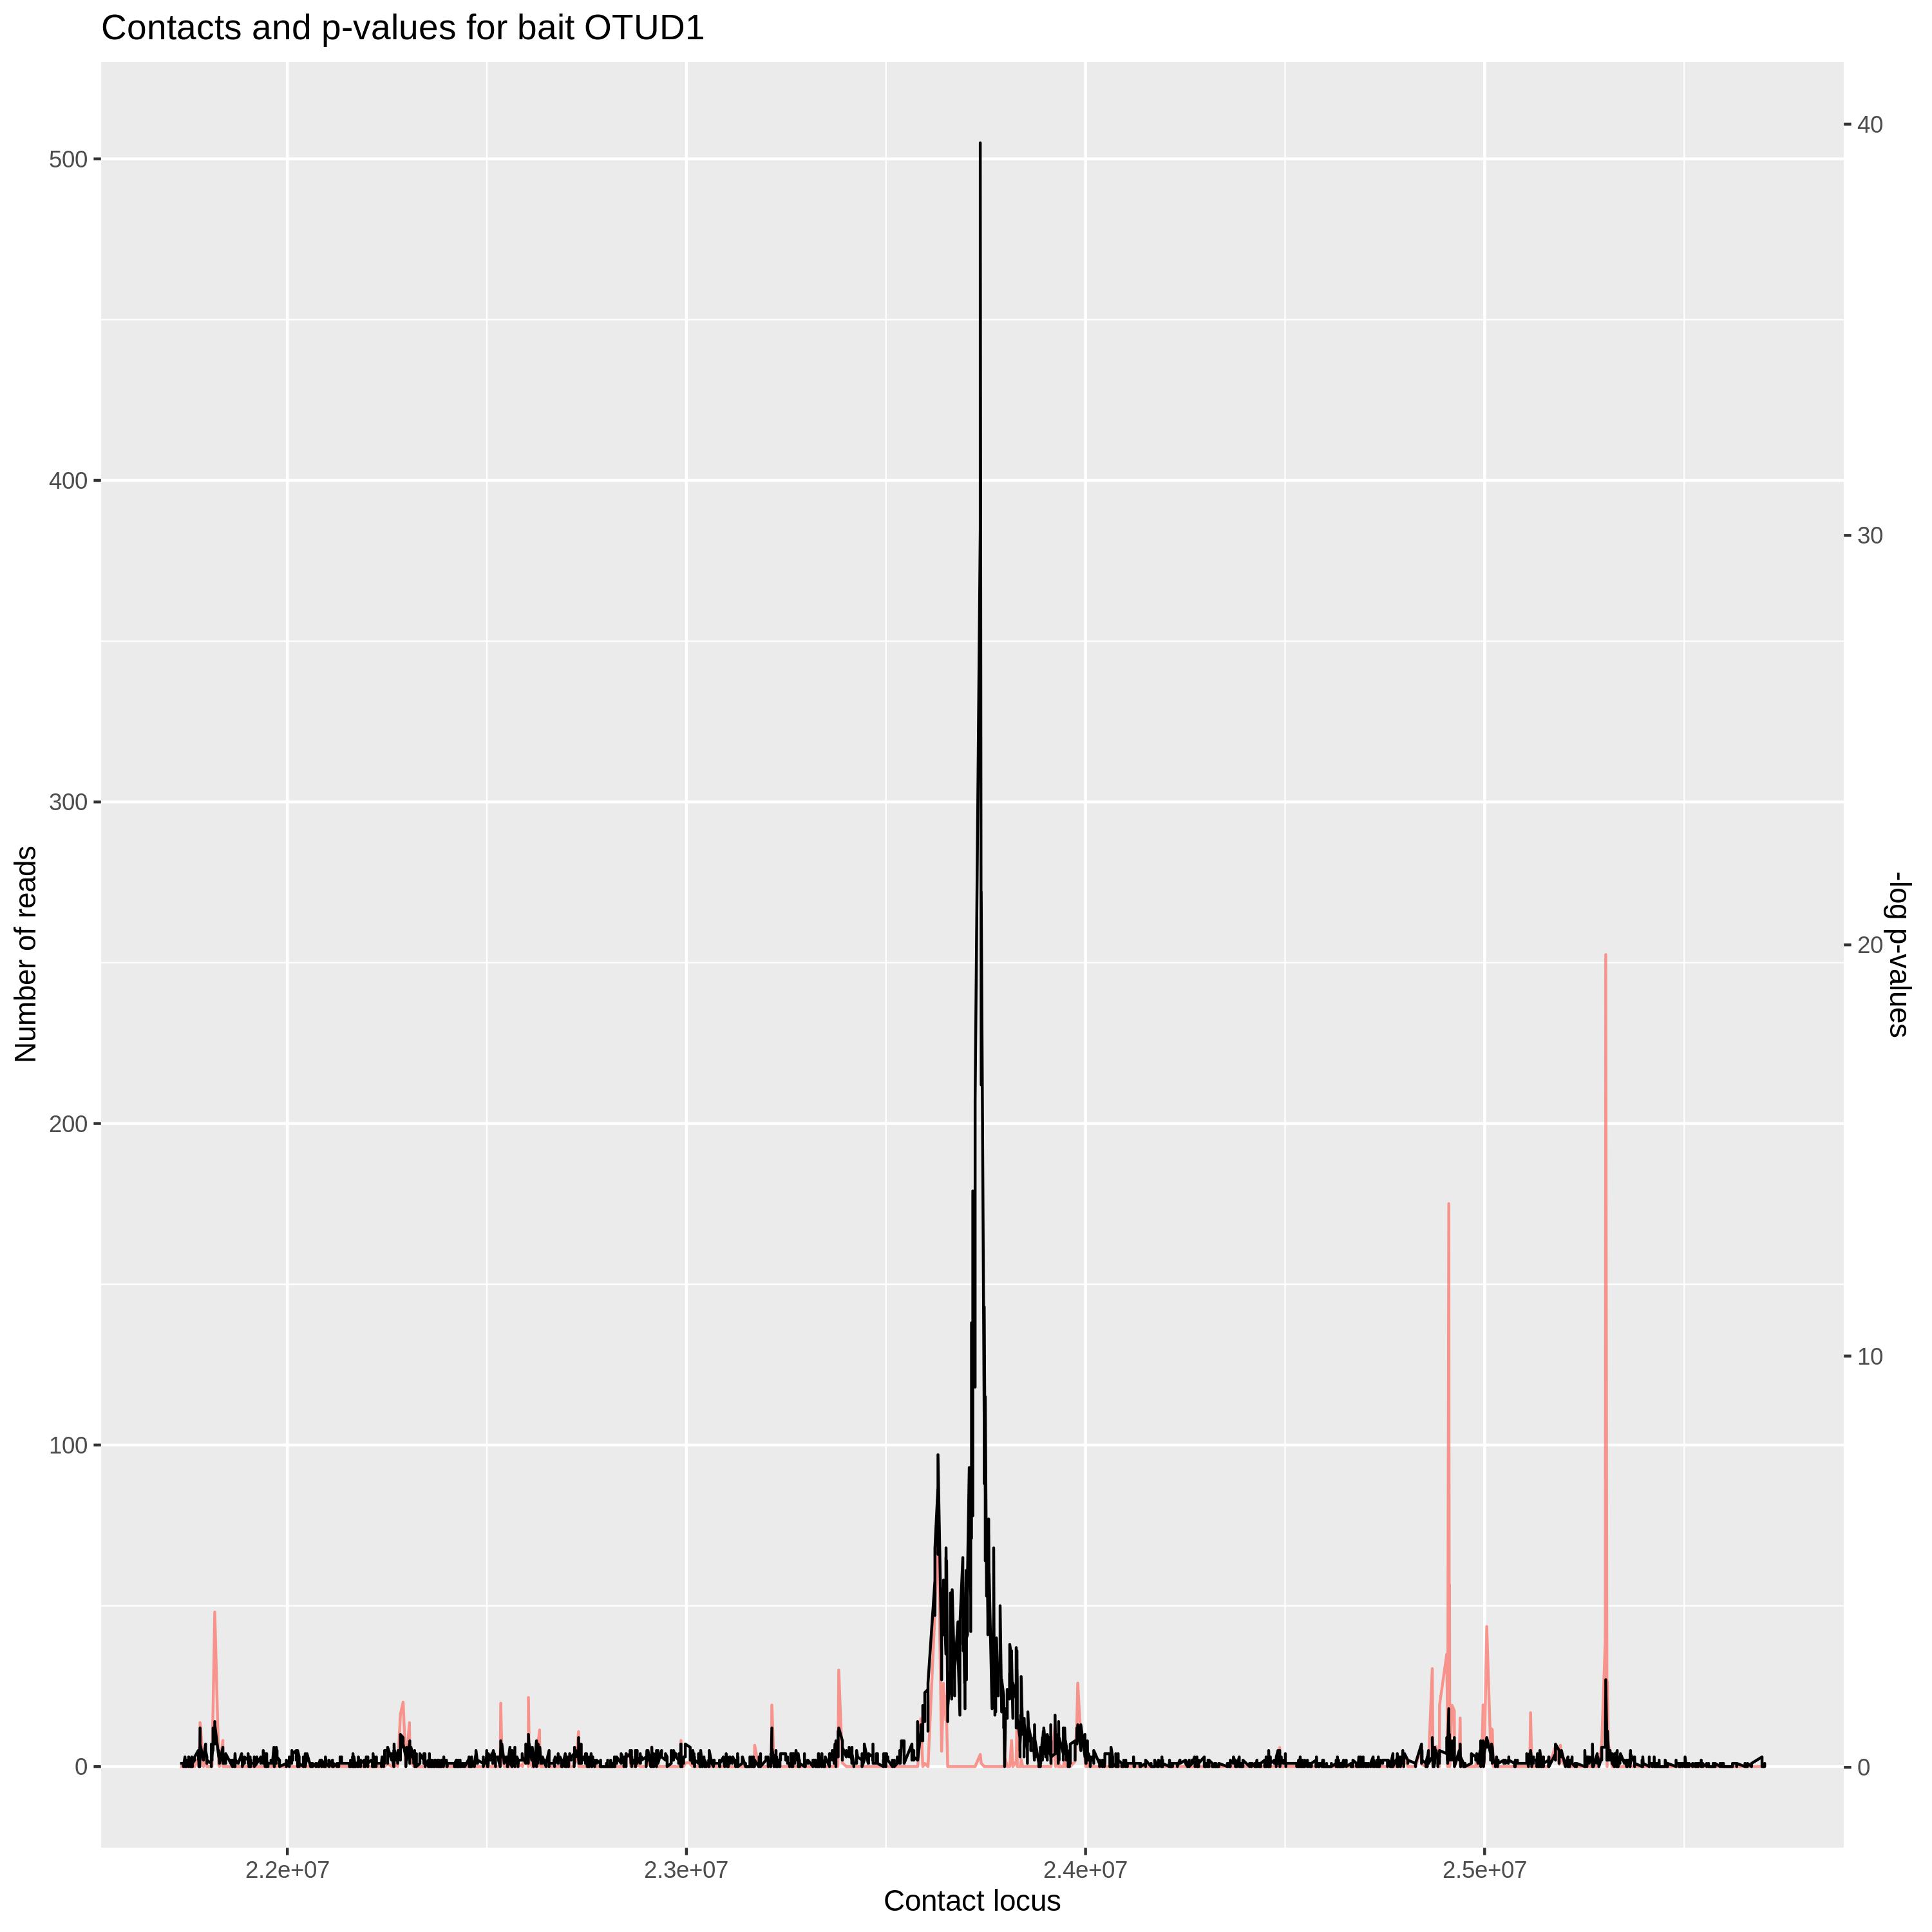 Contacts and p-values for bait OTUD1
500
400
300
200
100
0
Number of reads
40
30
20
10
0
-log p-values
2.2e+07
2.3e+07
2.4e+07
2.5e+07
Contact locus